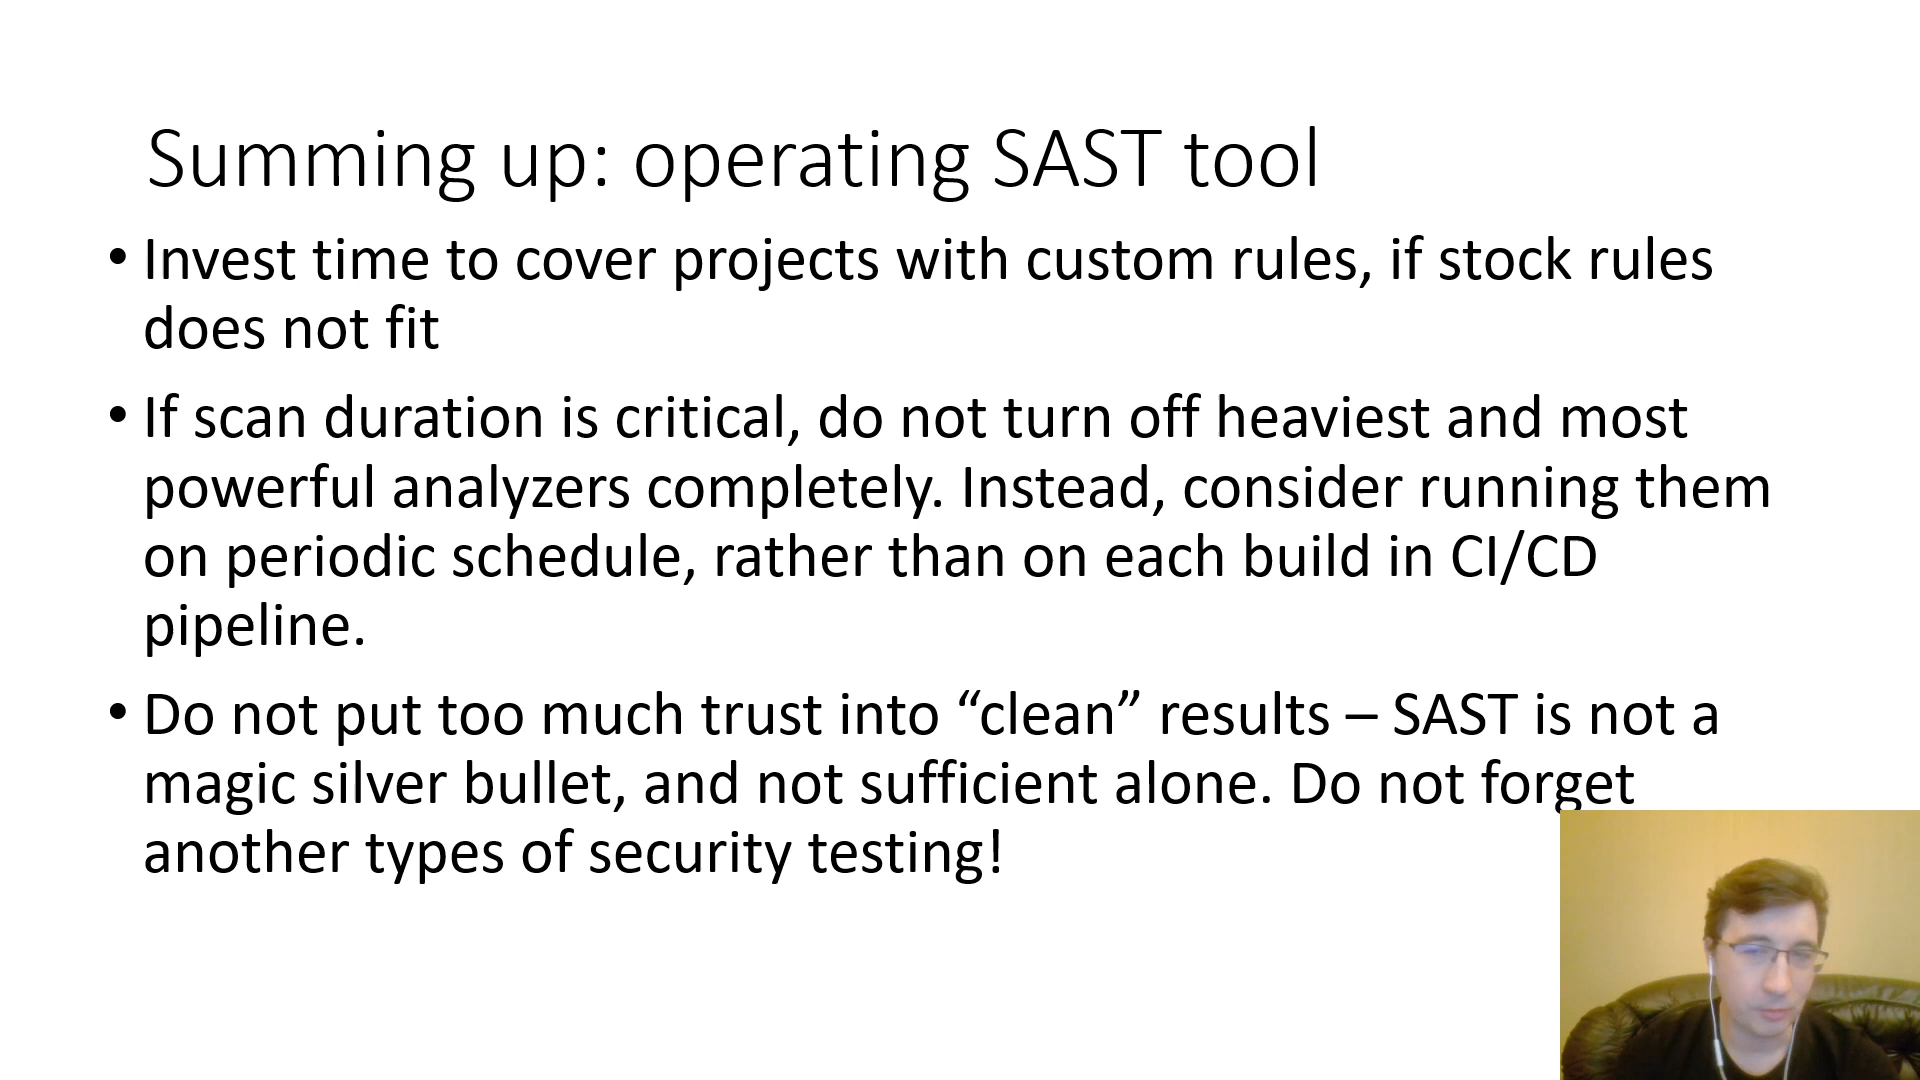 Summing up: operating SAST tool
• Invest time to cover projects with custom rules, if stock rules
does not fit
• If scan duration is critical, do not turn off heaviest and most
powerful analyzers completely. Instead, consider running them
on periodic schedule, rather than on each build in CI/CD
pipeline.
• Do not put too much trust into “clean” results – SAST is not a
magic silver bullet, and not sufficient alone. Do not forget
another types of security testing!